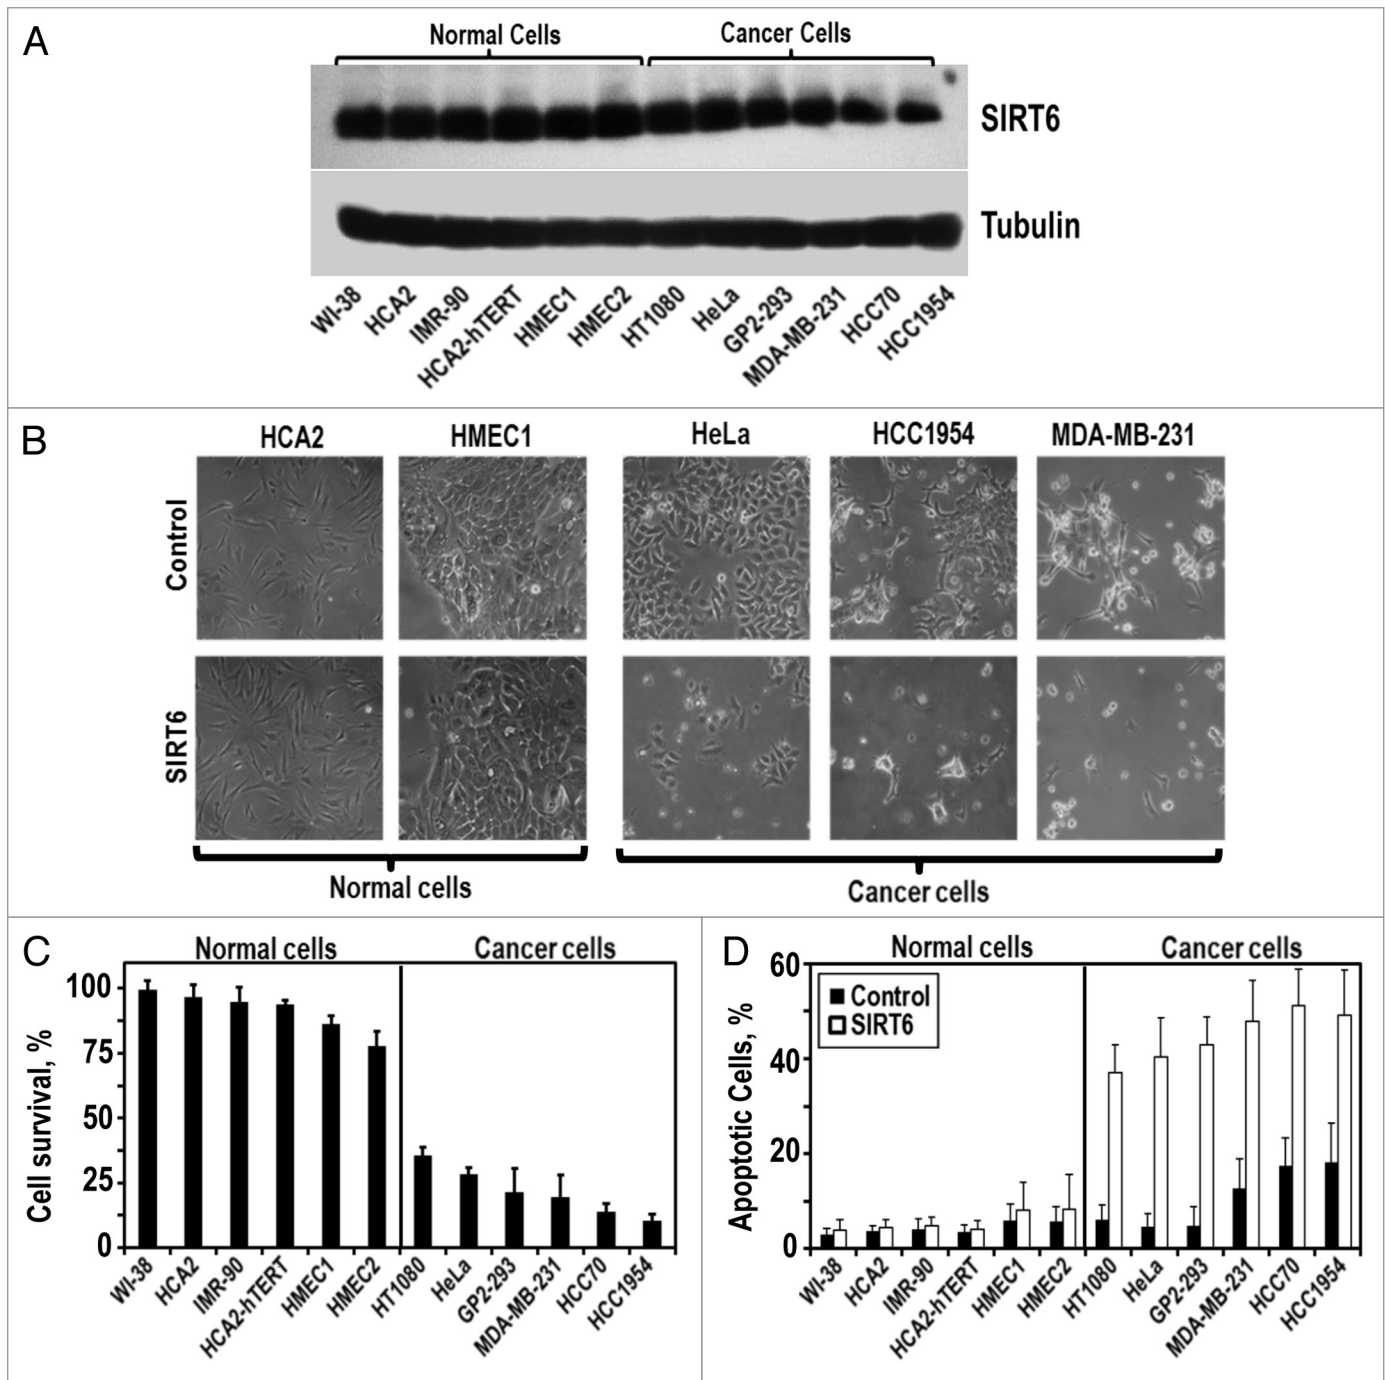 A
Normal Cells
Cancer Cells
SIRT6
Tubulin
WI-38
HCA2
IMR-90
HCA2-hTERT
HMEC1
HMEC2
HT1080
HeLa
GP2-293
MDA-MB-231
HCC70
HCC1954
B
HCA2
HMEC1
HeLa
HCC1954
MDA-MB-231
Control
SIRT6
Normal cells
Cancer cells
C
Normal cells
Cancer cells
Cell survival, %
100
75
50
25
0
WI-38
HCA2
IMR-90
HCA2-hTERT
HMEC1
HMEC2
HT1080
HeLa
GP2-293
MDA-MB-231
HCC70
HCC1954
D
Normal cells
Cancer cells
Apoptotic Cells, %
60
40
20
0
Control
SIRT6
WI-38
HCA2
IMR-90
HCA2-hTERT
HMEC1
HMEC2
HT1080
HeLa
GP2-293
MDA-MB-231
HCC70
HCC1954